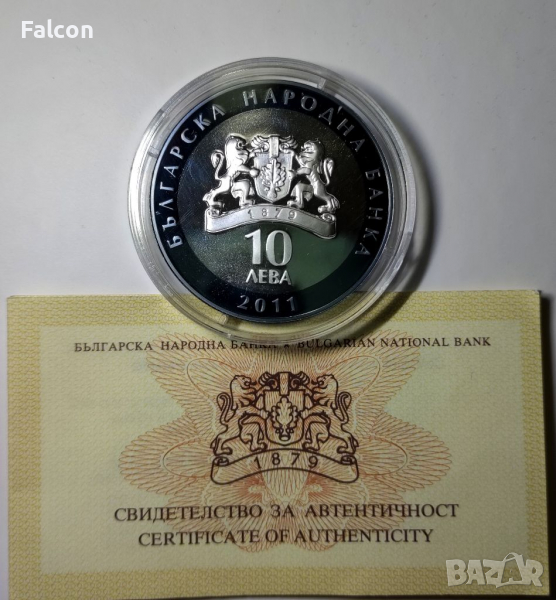 Falcon
БЪЛГАРСКА НАРОДНА БАНКА
1879
10
ЛЕВА
2011
БЪЛГАРСКА НАРОДНА БАНКА * BULGARIAN NATIONAL BANK
1879
СВИДЕТЕЛСТВО ЗА АВТЕНТИЧНОСТ
CERTIFICATE OF AUTHENTICITY
BAZAR